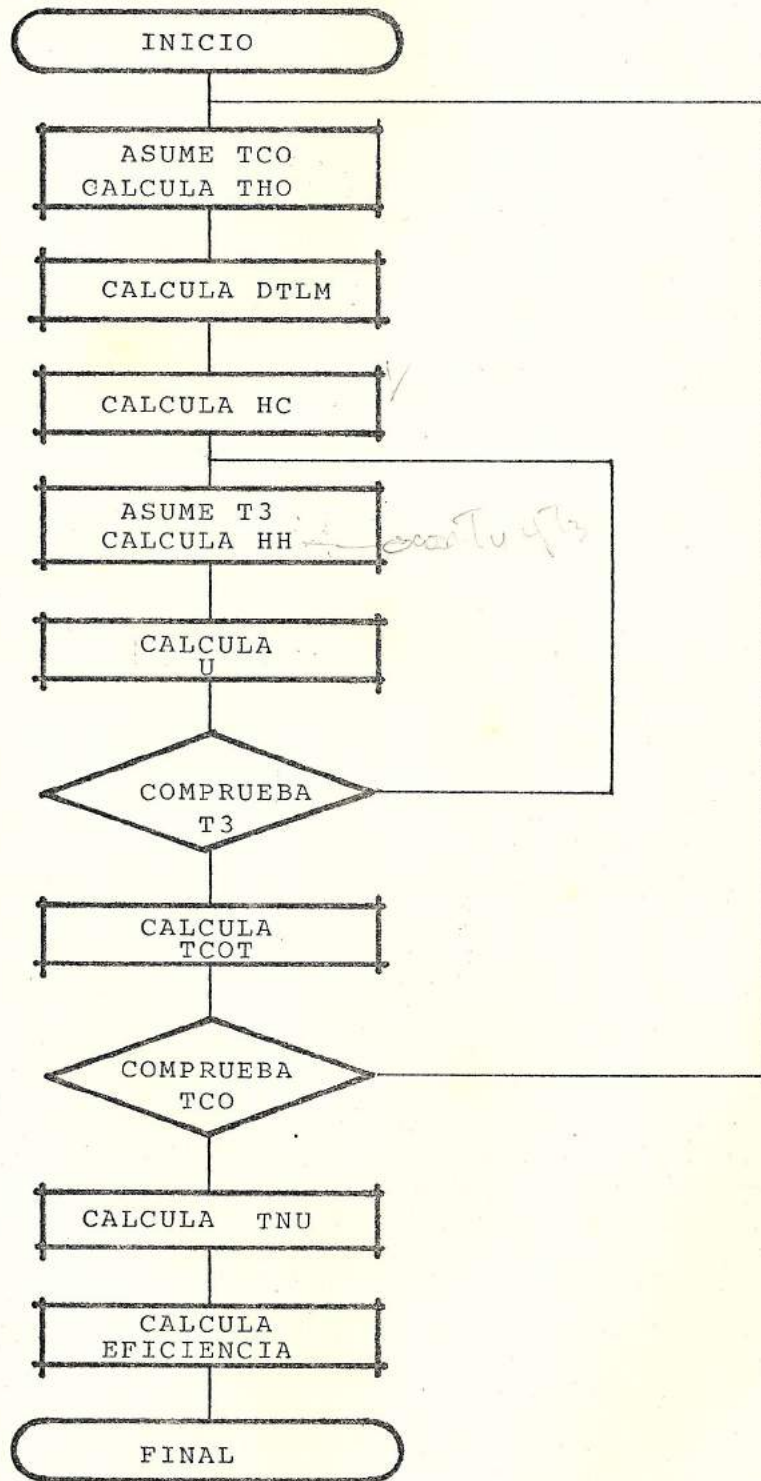 INICIO
ASUME TCO
CALCULA THO
CALCULA DTLM
CALCULA HC
ASUME T3
CALCULA HH
CALCULA
U
COMPRUEBA
T3
CALCULA
TCOT
COMPRUEBA
TCO
CALCULA TNU
CALCULA
EFICIENCIA
FINAL